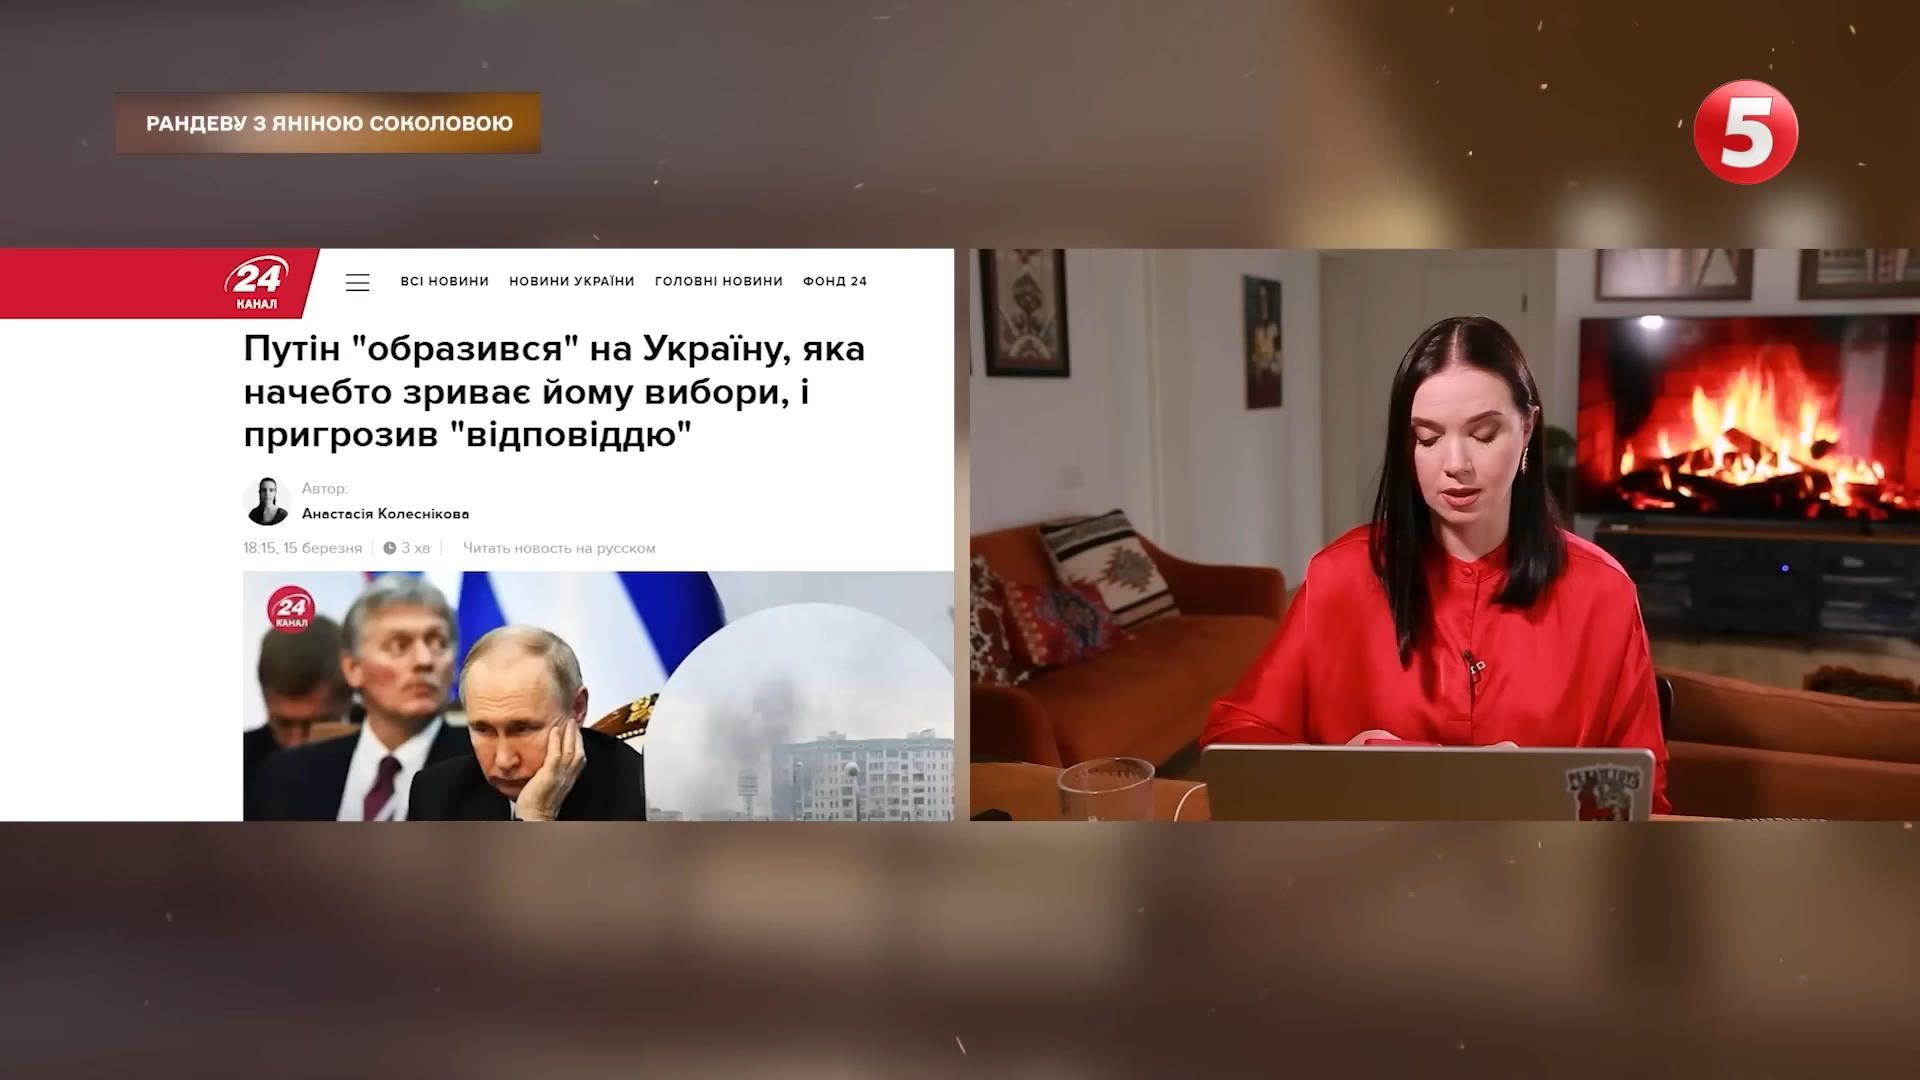 РАНДЕВУ З ЯНІНОЮ СОКОЛОВОЮ
5
24
КАНАЛ
ВСІ НОВИНИ НОВИНИ УКРАЇНИ ГОЛОВНІ НОВИНИ ФОНД 24
Путін "образився" на Україну, яка
начебто зриває йому вибори, і
пригрозив "відповіддю"
Автор:
Анастасія Колеснікова
18:15, 15 березня 3 хв Читать новость на русском
24
КАНАЛ